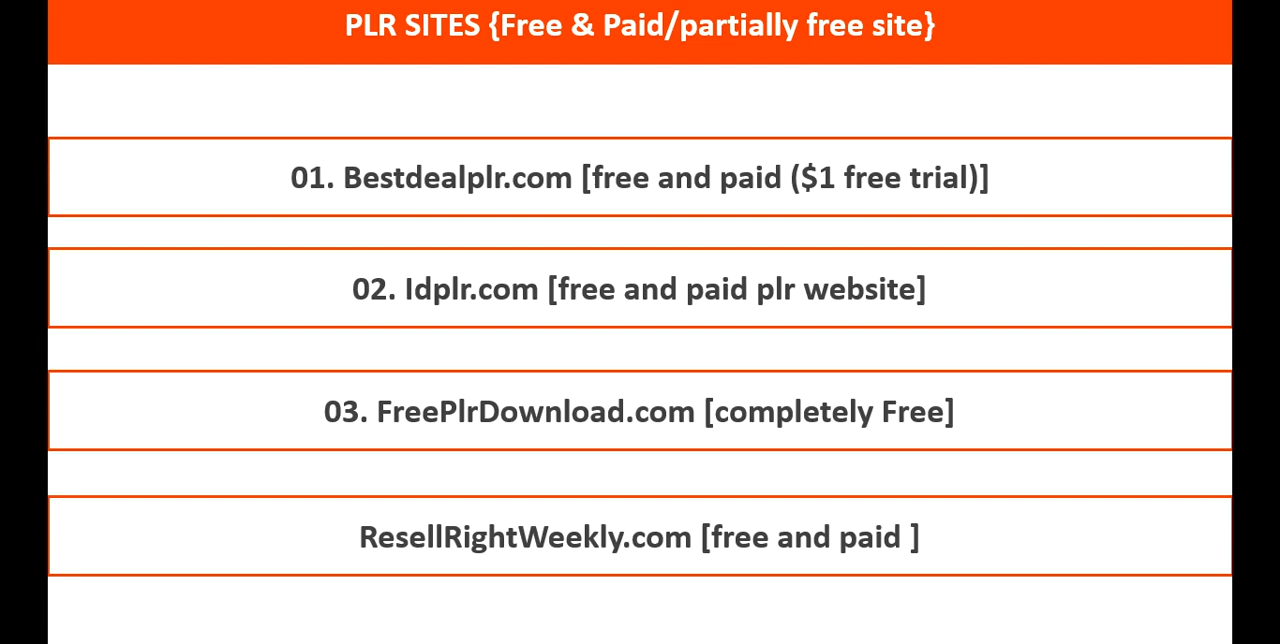 PLR SITES {Free & Paid/partially free site}
01. Bestdealplr.com [free and paid ($1 free trial)]
02. Idplr.com [free and paid plr website]
03. FreePlrDownload.com [completely Free]
ResellRightWeekly.com [free and paid ]